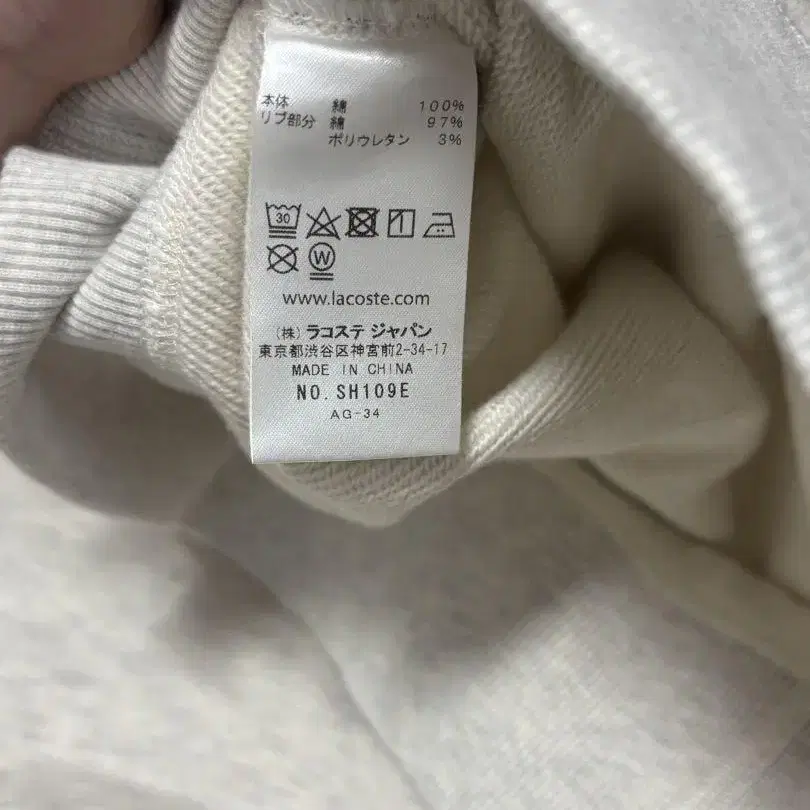 本体 綿 100%
リブ部分 綿 97%
ポリウレタン 3%
30
W
www.lacoste.com
(株) ラコステ ジャパン
東京都渋谷区神宮前2-34-17
MADE IN CHINA
NO. SH109E
AG-34